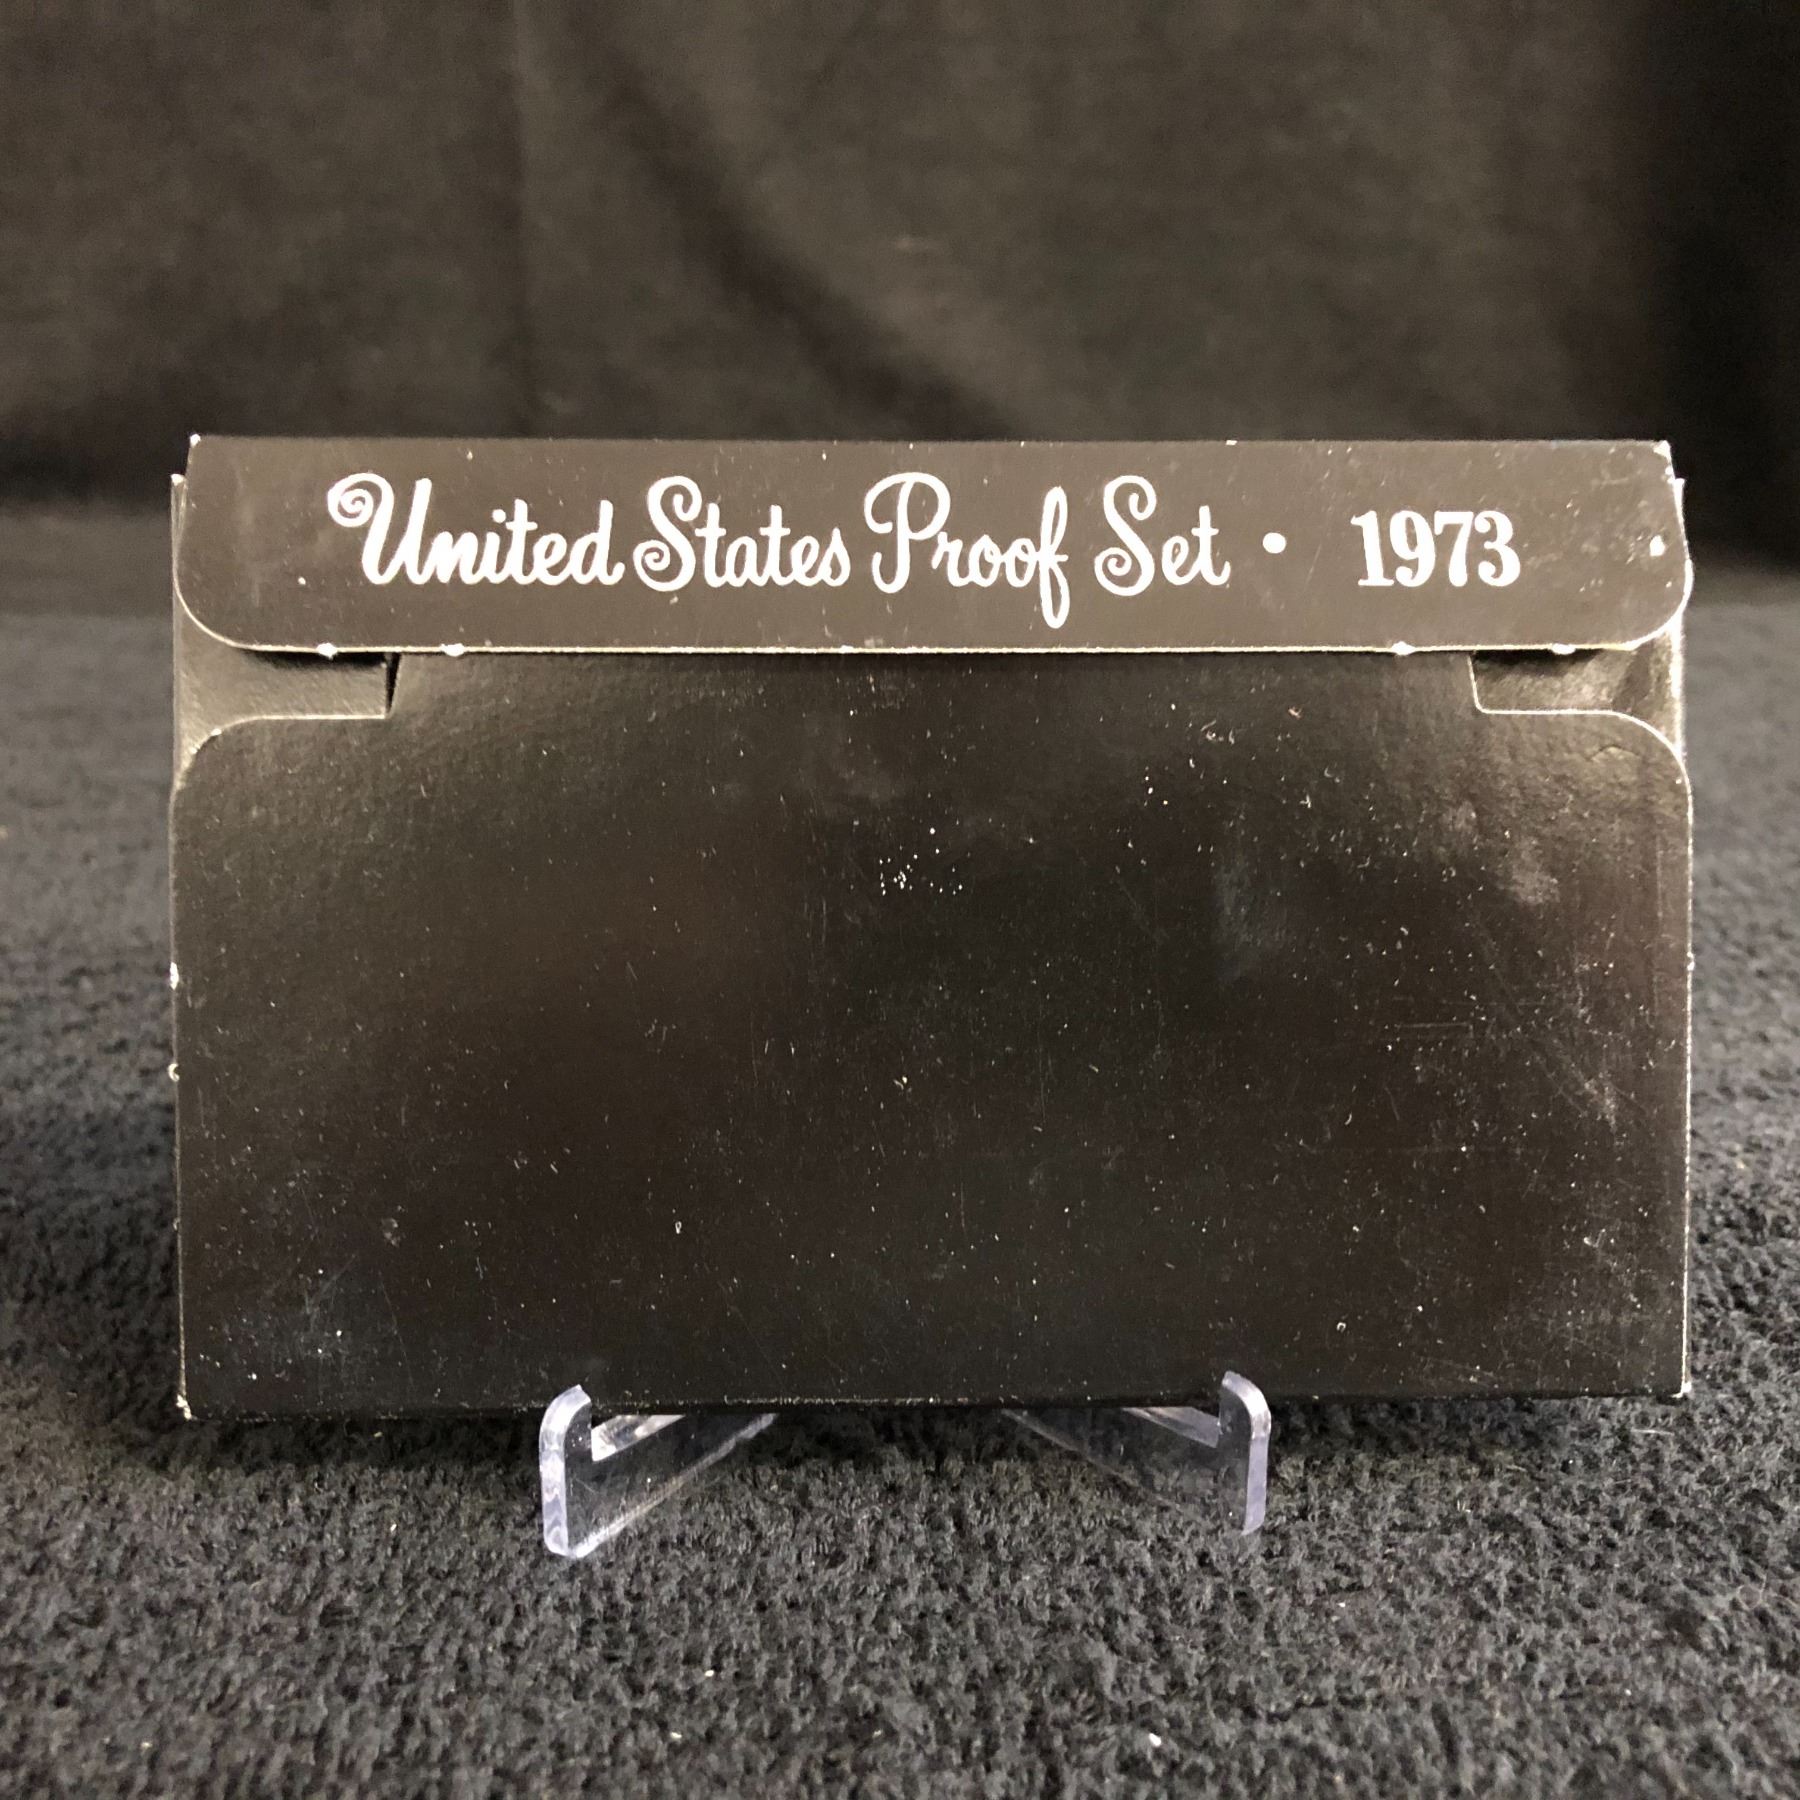 United States Proof Set • 1973